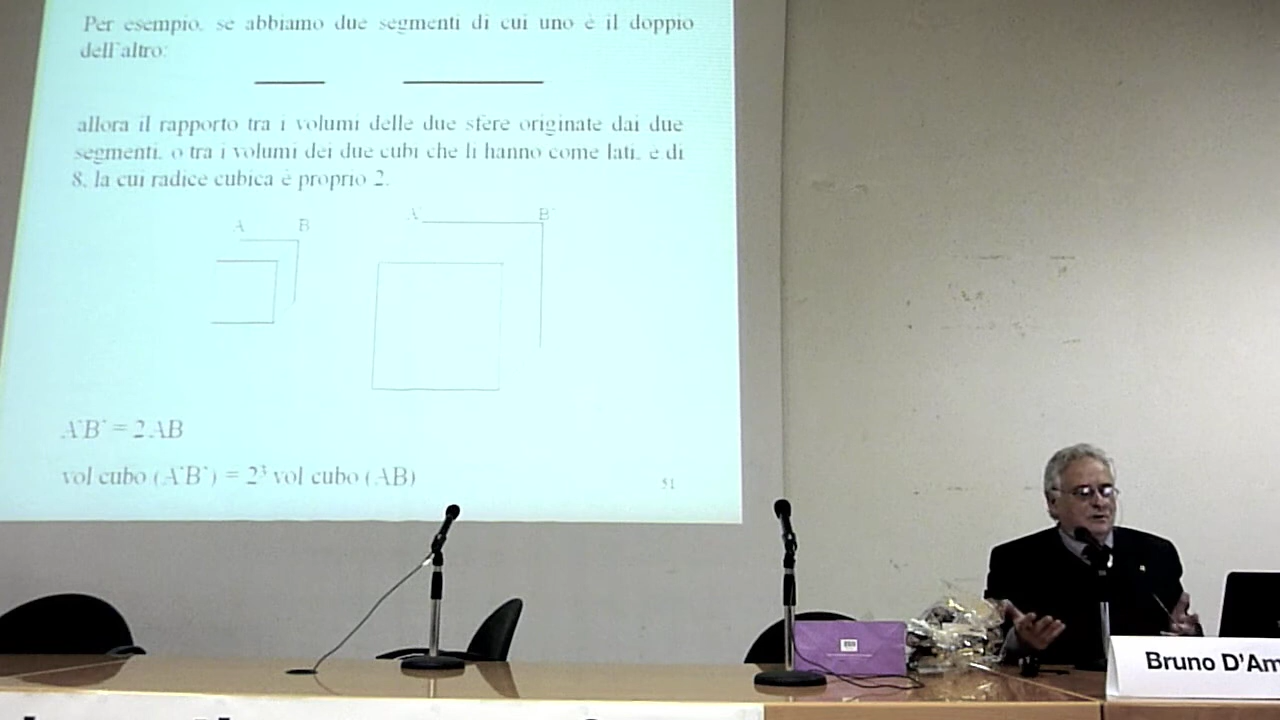 Per esempio, se abbiamo due segmenti di cui uno è il doppio
dell'altro:
allora il rapporto tra i volumi delle due sfere originate dai due
segmenti, o tra i volumi dei due cubi che li hanno come lati, è di
8, la cui radice cubica è proprio 2.
A B
A' B'
A'B' = 2 AB
vol cubo (A'B') = 2³ vol cubo (AB)
51
Bruno D'Am